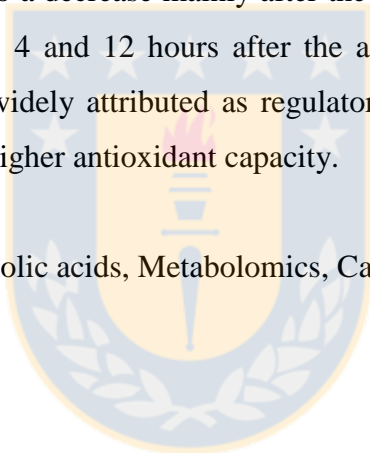 s a decrease mainly after the
4 and 12 hours after the a
videly attributed as regulator
igher antioxidant capacity.
olic acids, Metabolomics, Ca